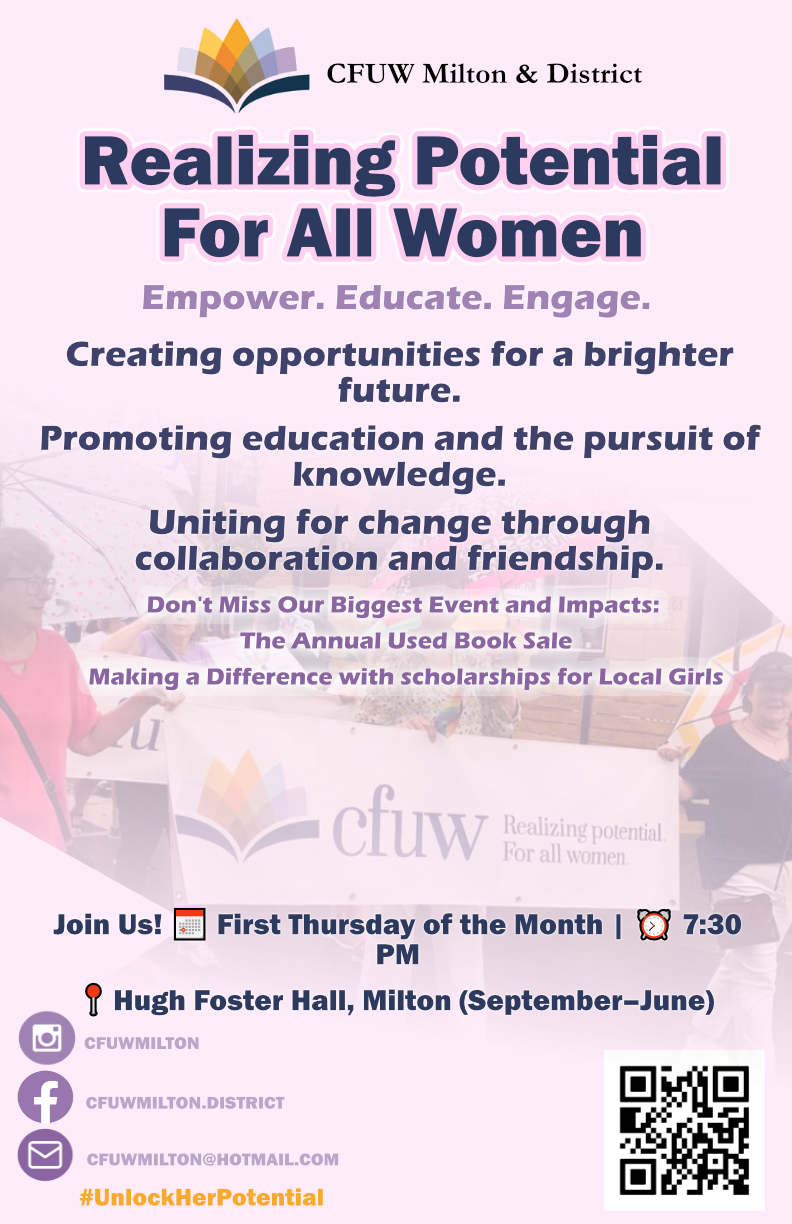 CFUW Milton & District
Realizing Potential
For All Women
Empower. Educate. Engage.
Creating opportunities for a brighter
future.
Promoting education and the pursuit of
knowledge.
Uniting for change through
collaboration and friendship.
Don't Miss Our Biggest Event and Impacts:
The Annual Used Book Sale
Making a Difference with scholarships for Local Girls
cfuw
Realizing potential.
For all women.
Join Us! First Thursday of the Month | 7:30
PM
Hugh Foster Hall, Milton (September–June)
CFUWMILTON
CFUWMILTON.DISTRICT
CFUWMILTON@HOTMAIL.COM
#UnlockHerPotential